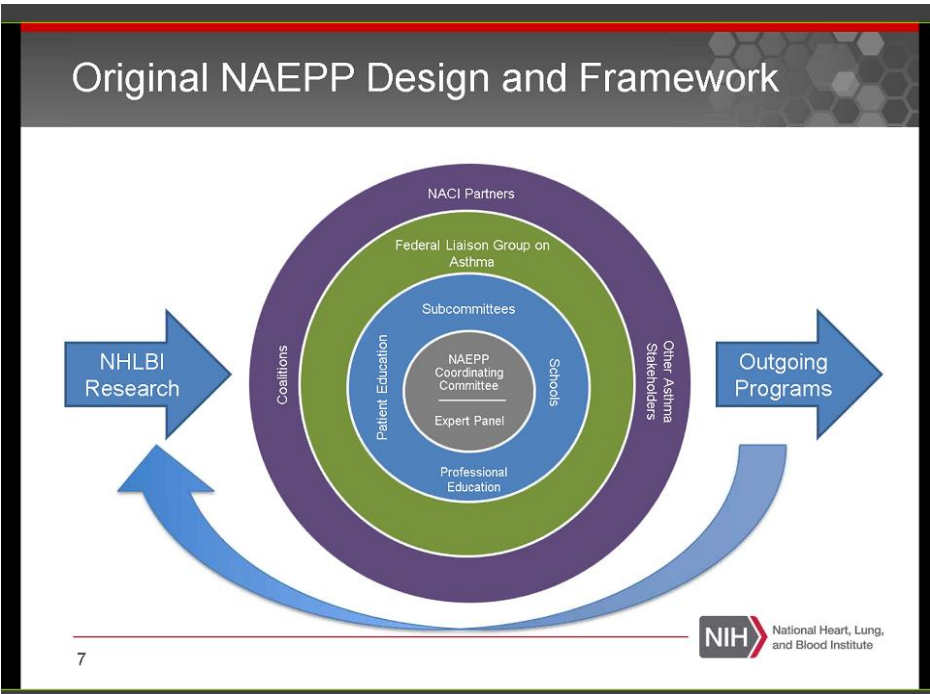 Original NAEPP Design and Framework
NACI Partners
Federal Liaison Group on
Asthma
Subcommittees
NHLBI
Research
Coalitions
Patient Education
NAEPP
Coordinating
Committee
Expert Panel
Schools
Other Asthma
Stakeholders
Outgoing
Programs
Professional
Education
7
NIH
National Heart, Lung,
and Blood Institute